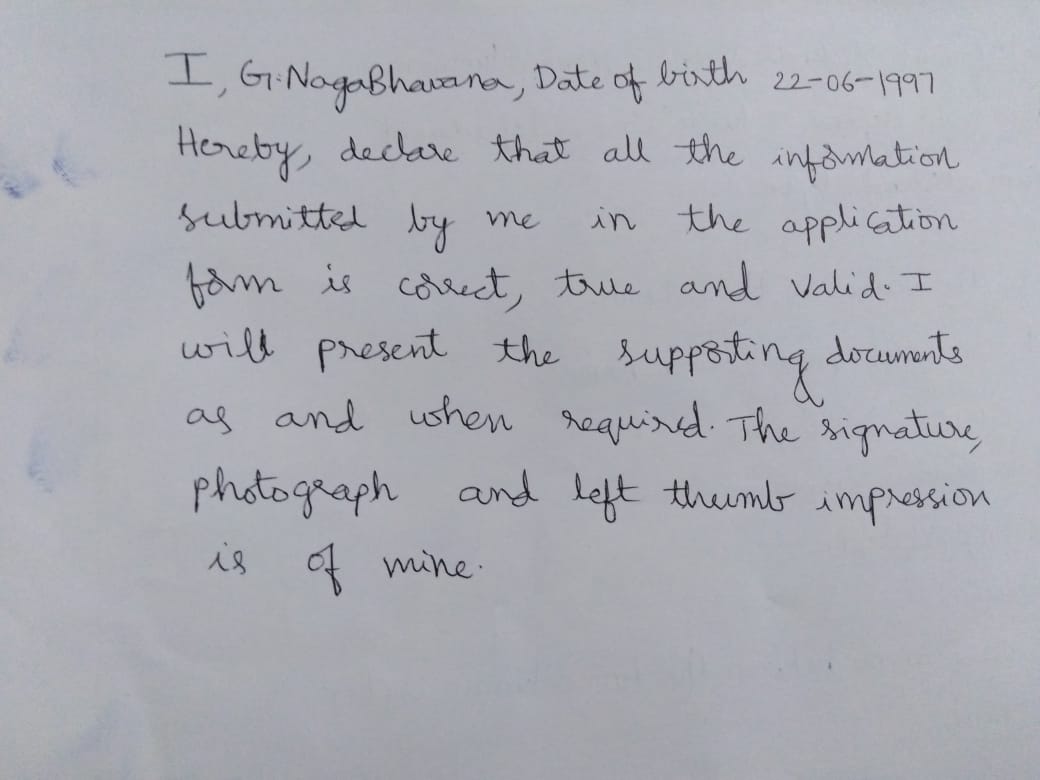 I, G.NagaBhavana, Date of birth 22-06-1997
Hereby, declare that all the information
submitted by me in the application
form is correct, true and valid. I
will present the supporting documents
as and when required. The signature,
photograph and left thumb impression
is of mine.